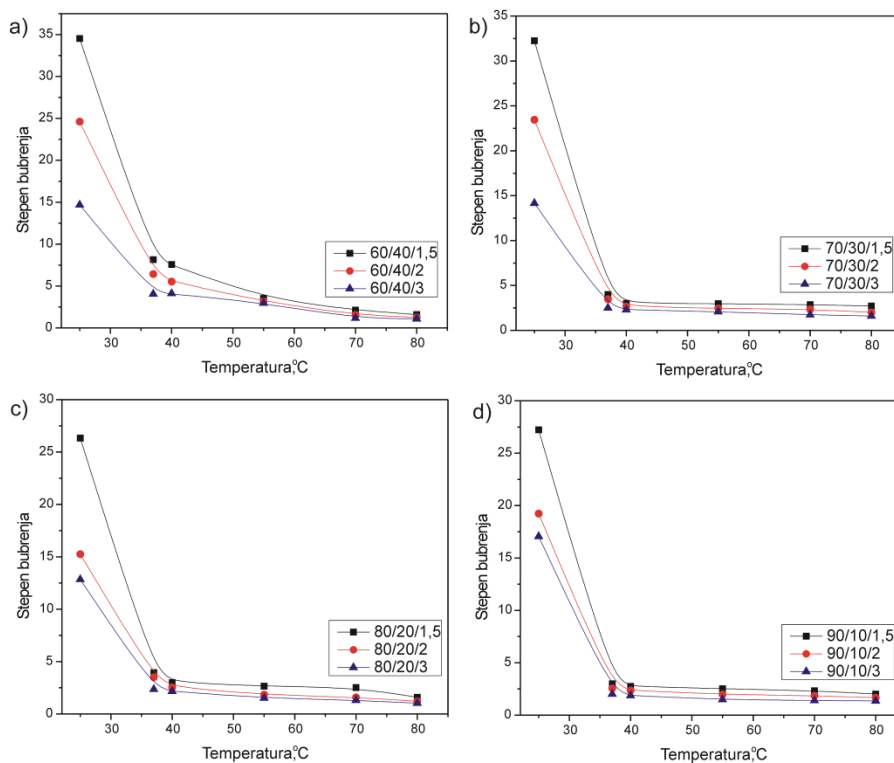 a)
Stepen bubrenja
35
30
25
20
15
10
5
0
30 40 50 60 70 80
Temperatura,°C
60/40/1,5
60/40/2
60/40/3
b)
Stepen bubrenja
35
30
25
20
15
10
5
0
30 40 50 60 70 80
Temperatura,°C
70/30/1,5
70/30/2
70/30/3
c)
Stepen bubrenja
30
25
20
15
10
5
0
30 40 50 60 70 80
Temperatura,°C
80/20/1,5
80/20/2
80/20/3
d)
Stepen bubrenja
30
25
20
15
10
5
0
30 40 50 60 70 80
Temperatura,°C
90/10/1,5
90/10/2
90/10/3